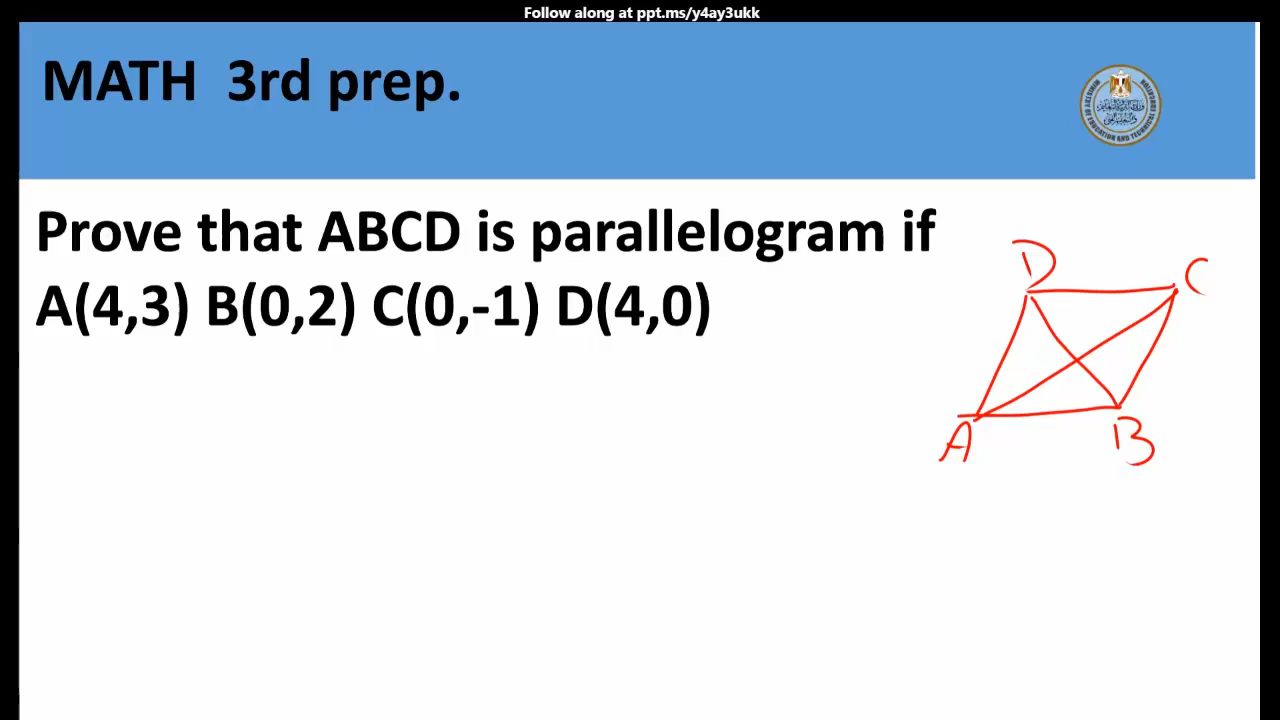 Follow along at ppt.ms/y4ay3ukk
MATH 3rd prep.
Prove that ABCD is parallelogram if
A(4,3) B(0,2) C(0,-1) D(4,0)
D
C
A
B